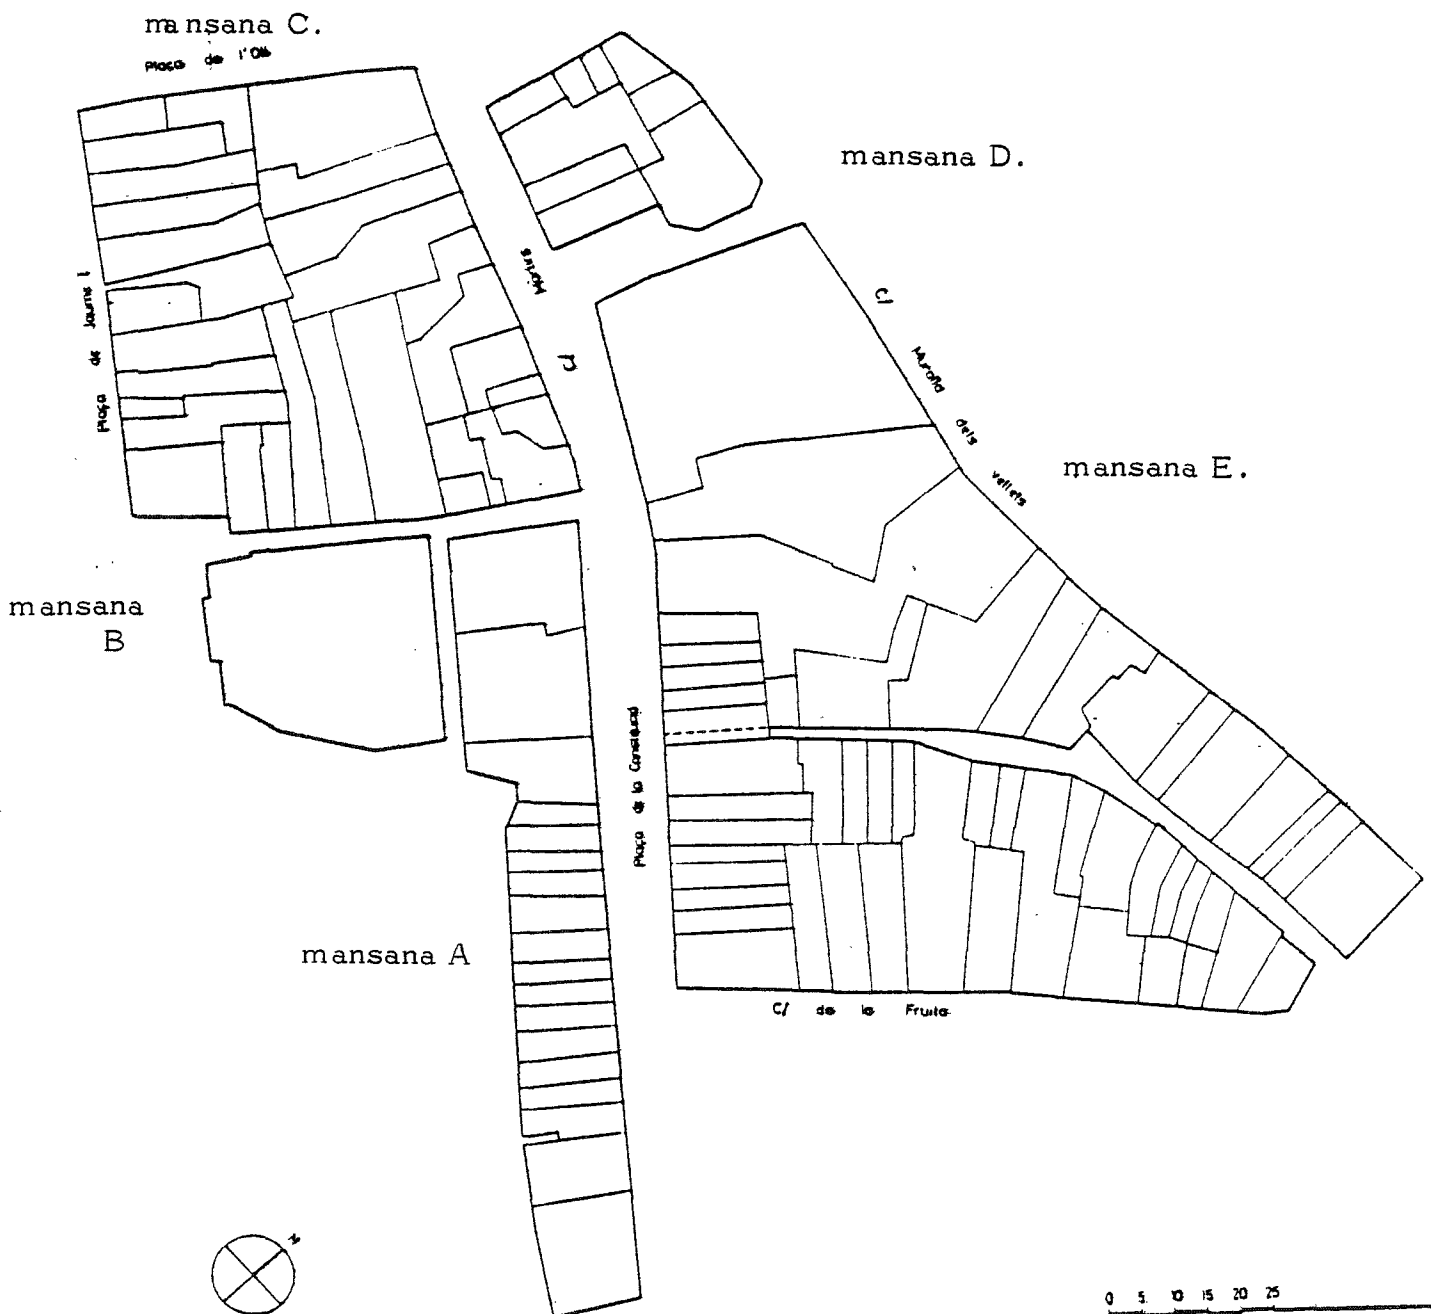 mansana C.
Plaça de l'Oli
mansana D.
Plaça de Jaume I
Màrtirs
C/
C/
Muralla dels Vellets
mansana E.
mansana
B
Plaça de la Constitució
mansana A
C/ de la Fruita
N
0 5 10 15 20 25